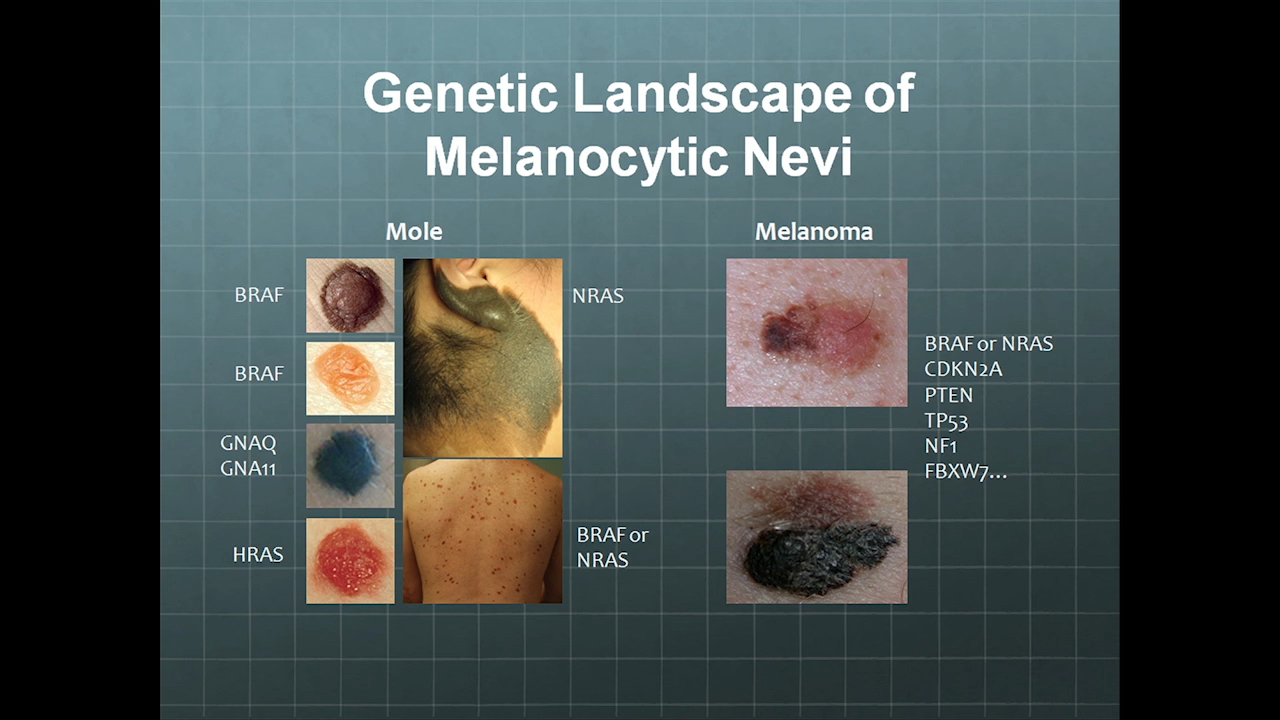 Genetic Landscape of
Melanocytic Nevi
Mole
BRAF
BRAF
GNAQ
GNA11
HRAS
NRAS
BRAF or
NRAS
Melanoma
BRAF or NRAS
CDKN2A
PTEN
TP53
NF1
FBXW7...